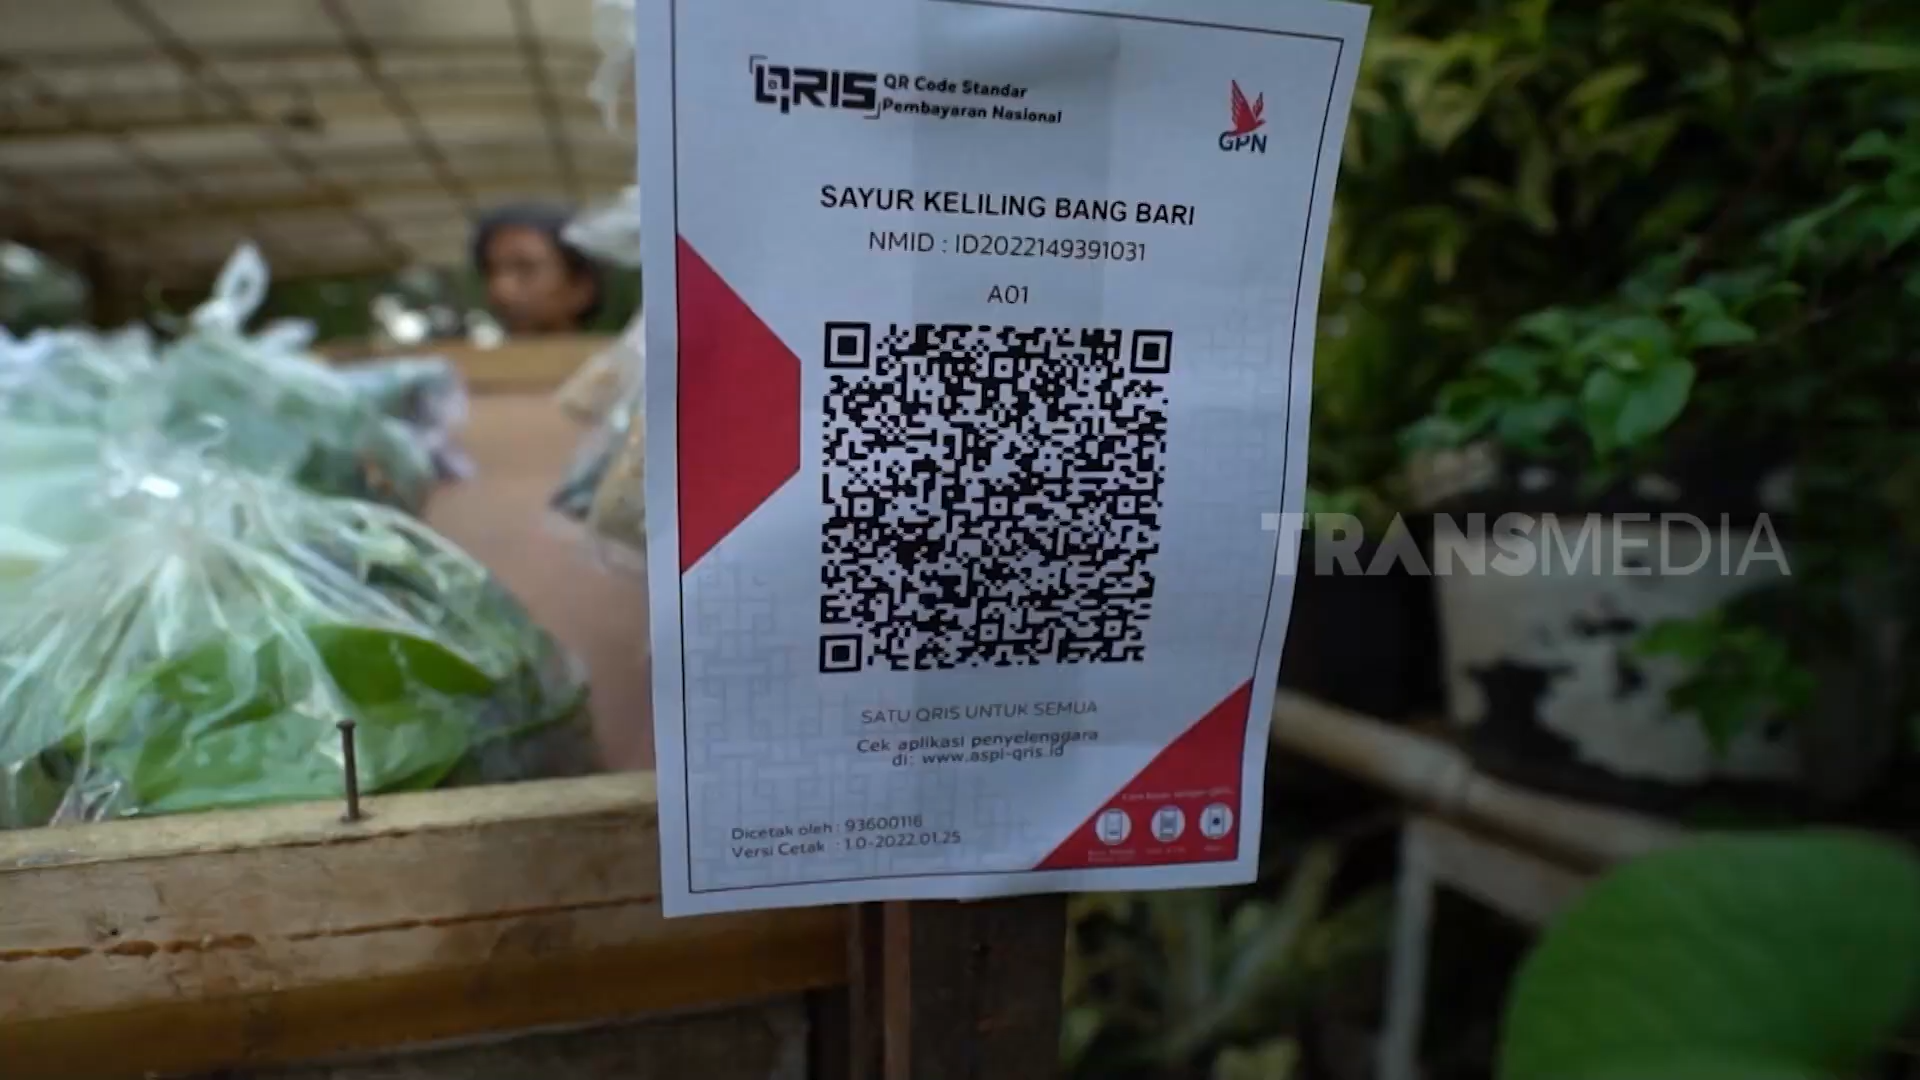 QRIS QR Code Standar
Pembayaran Nasional
GPN
SAYUR KELILING BANG BARI
NMID : ID2022149391031
A01
TRANSMEDIA
SATU QRIS UNTUK SEMUA
Cek aplikasi penyelenggara
di: www.aspi-qris.id
Dicetak oleh : 93600116
Versi Cetak : 1.0-2022.01.25